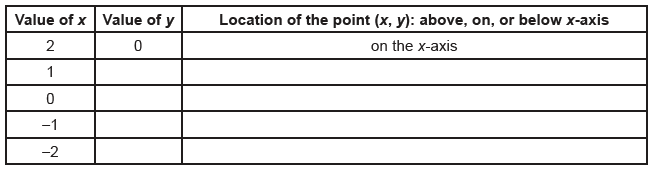 Value of x Value of y Location of the point (x, y): above, on, or below x-axis
2 0 on the x-axis
1
0
–1
–2